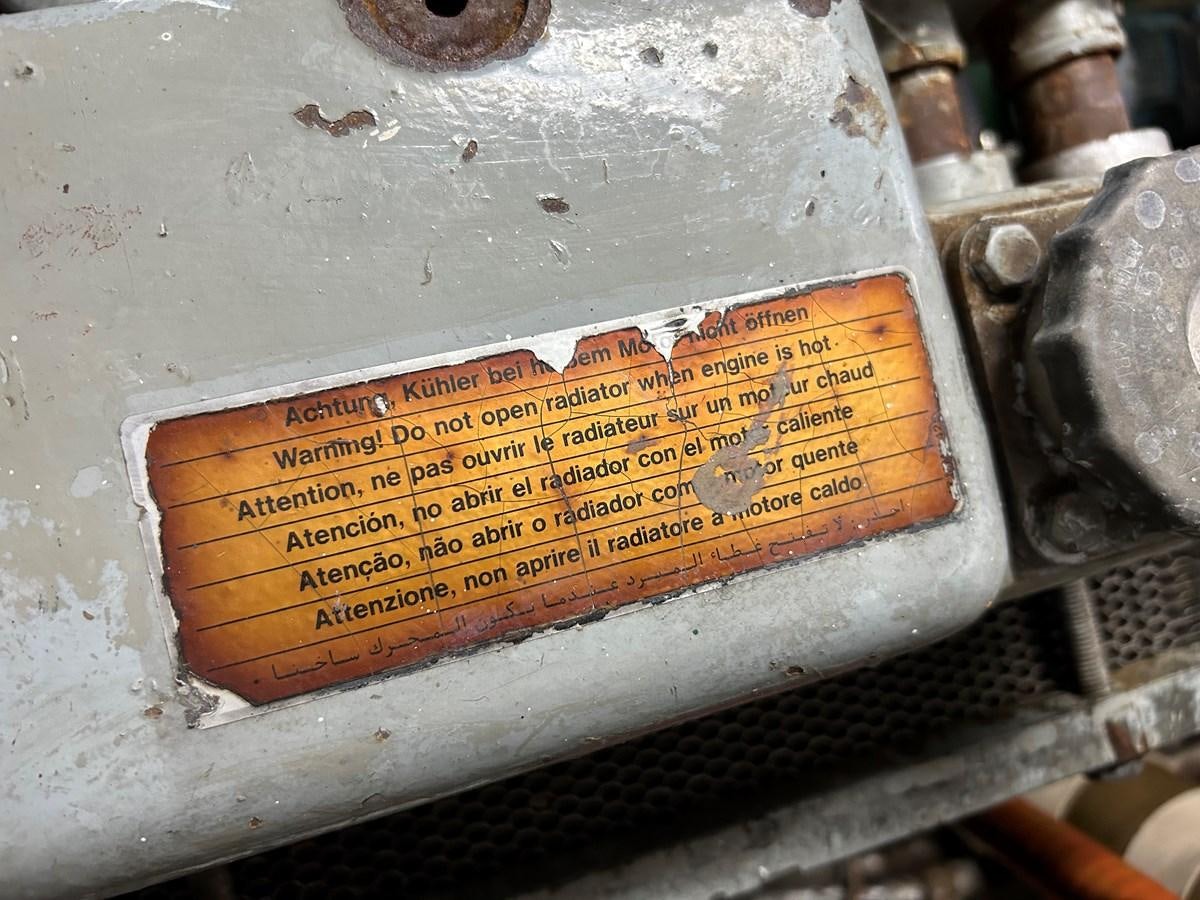 Achtung, Kühler bei heißem Motor nicht öffnen
Warning! Do not open radiator when engine is hot
Attention, ne pas ouvrir le radiateur sur un moteur chaud
Atención, no abrir el radiador con el motor caliente
Atenção, não abrir o radiador com motor quente
Attenzione, non aprire il radiatore a motore caldo
احذر: لا تفتح غطاء المبرد عندما يكون المحرك ساخنا